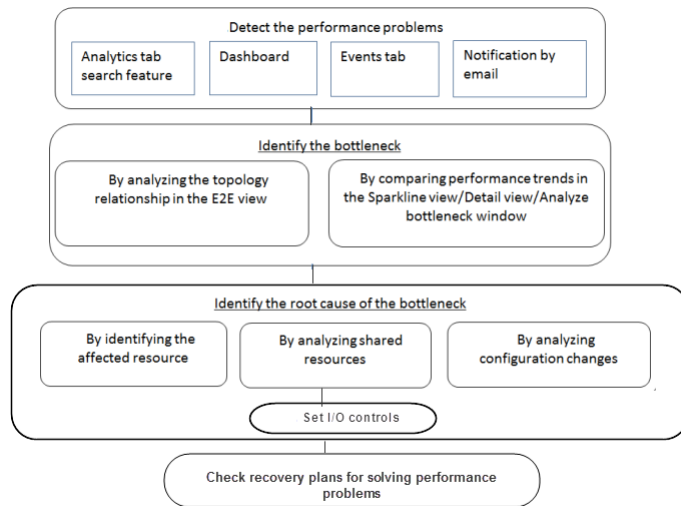 Detect the performance problems
Analytics tab
search feature
Dashboard
Events tab
Notification by
email
Identify the bottleneck
By analyzing the topology
relationship in the E2E view
By comparing performance trends in
the Sparkline view/Detail view/Analyze
bottleneck window
Identify the root cause of the bottleneck
By identifying the
affected resource
By analyzing shared
resources
By analyzing
configuration changes
Set I/O controls
Check recovery plans for solving performance
problems